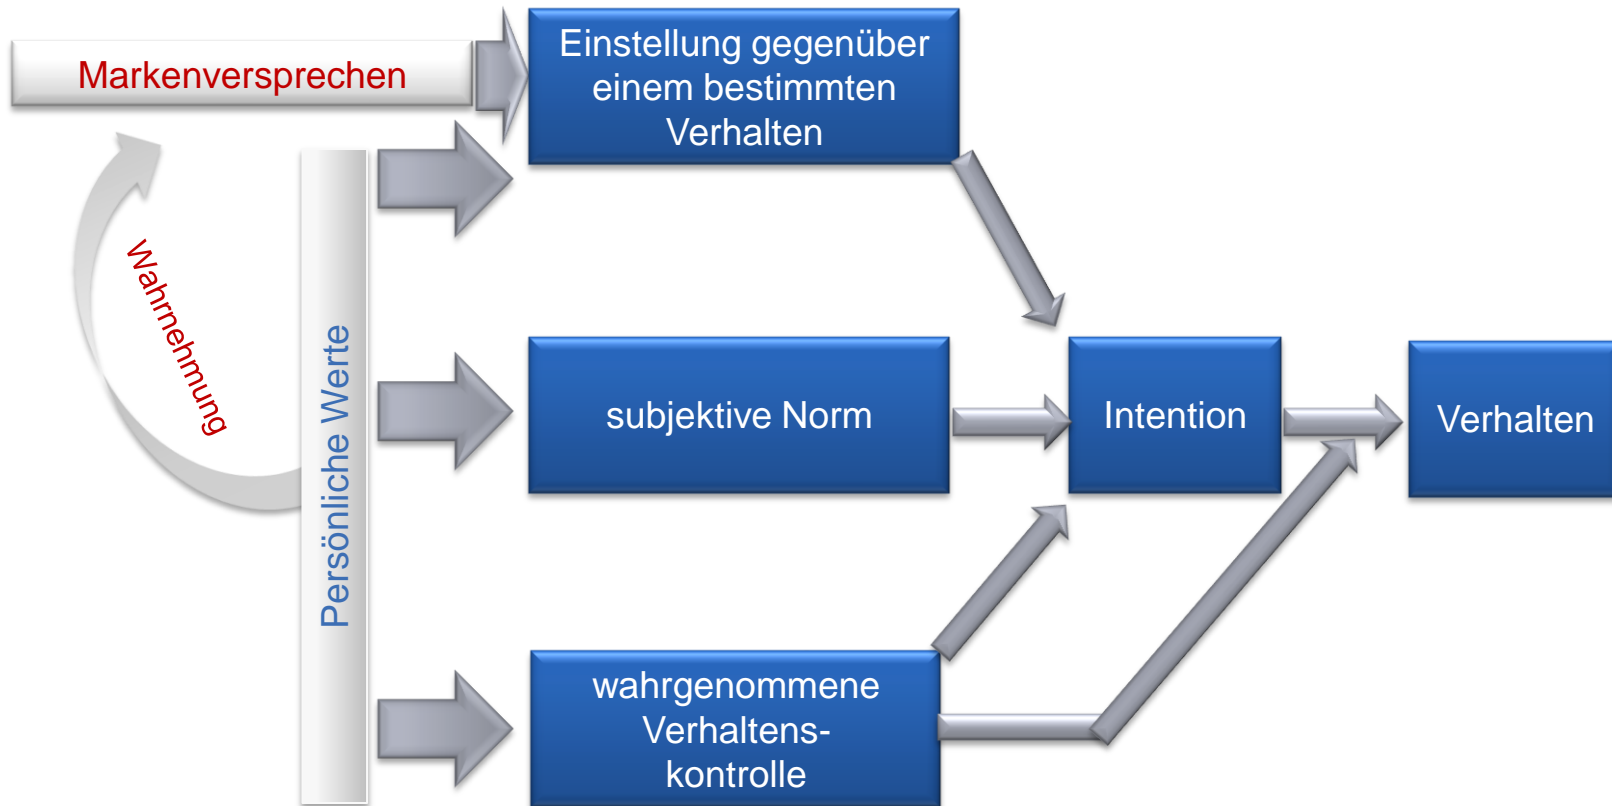 Markenversprechen
Einstellung gegenüber
einem bestimmten
Verhalten
Wahrnehmung
Persönliche Werte
subjektive Norm
Intention
Verhalten
wahrgenommene
Verhaltens-
kontrolle